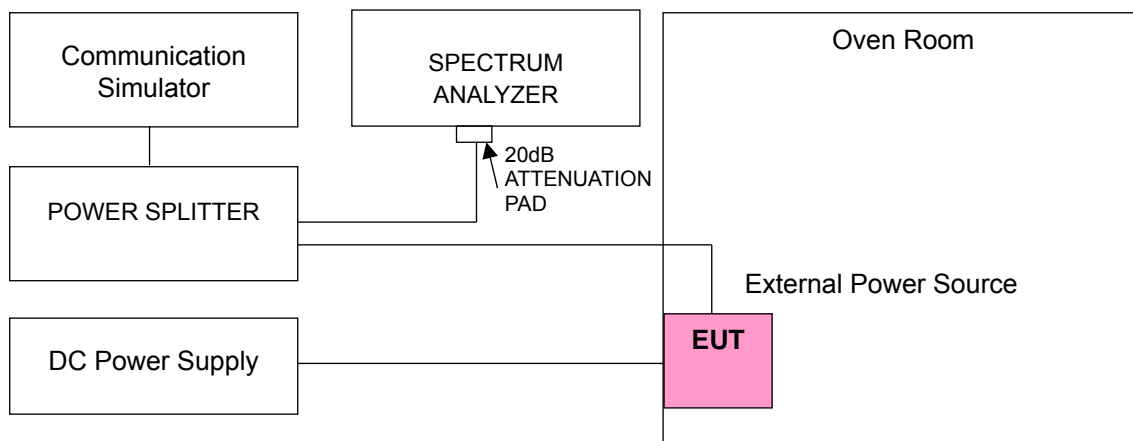 Communication
Simulator
SPECTRUM
ANALYZER
Oven Room
20dB
ATTENUATION
PAD
POWER SPLITTER
External Power Source
EUT
DC Power Supply